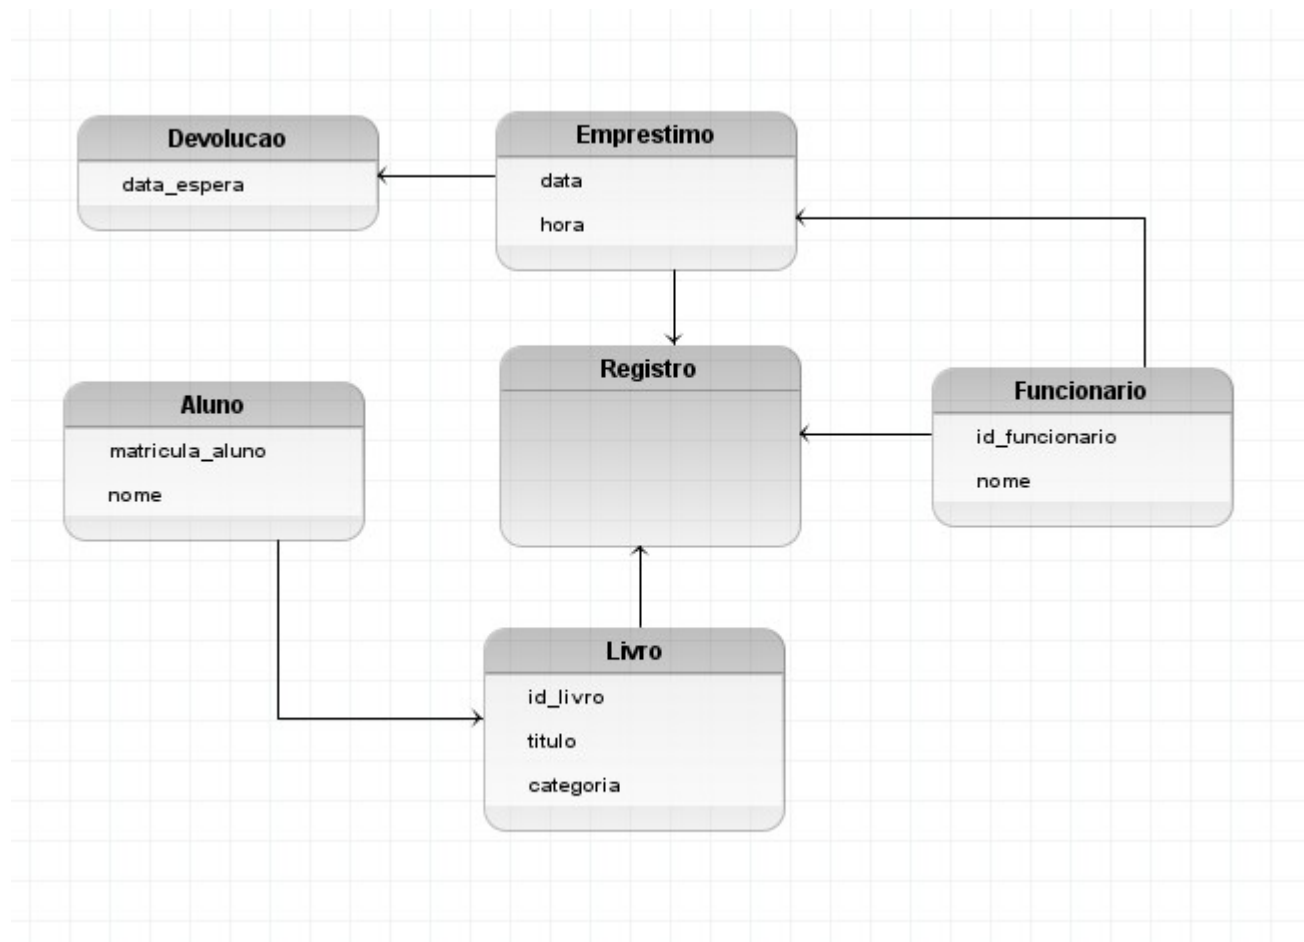 Devolucao
data_espera
Emprestimo
data
hora
Registro
Aluno
matricula_aluno
nome
Funcionario
id_funcionario
nome
Livro
id_livro
titulo
categoria